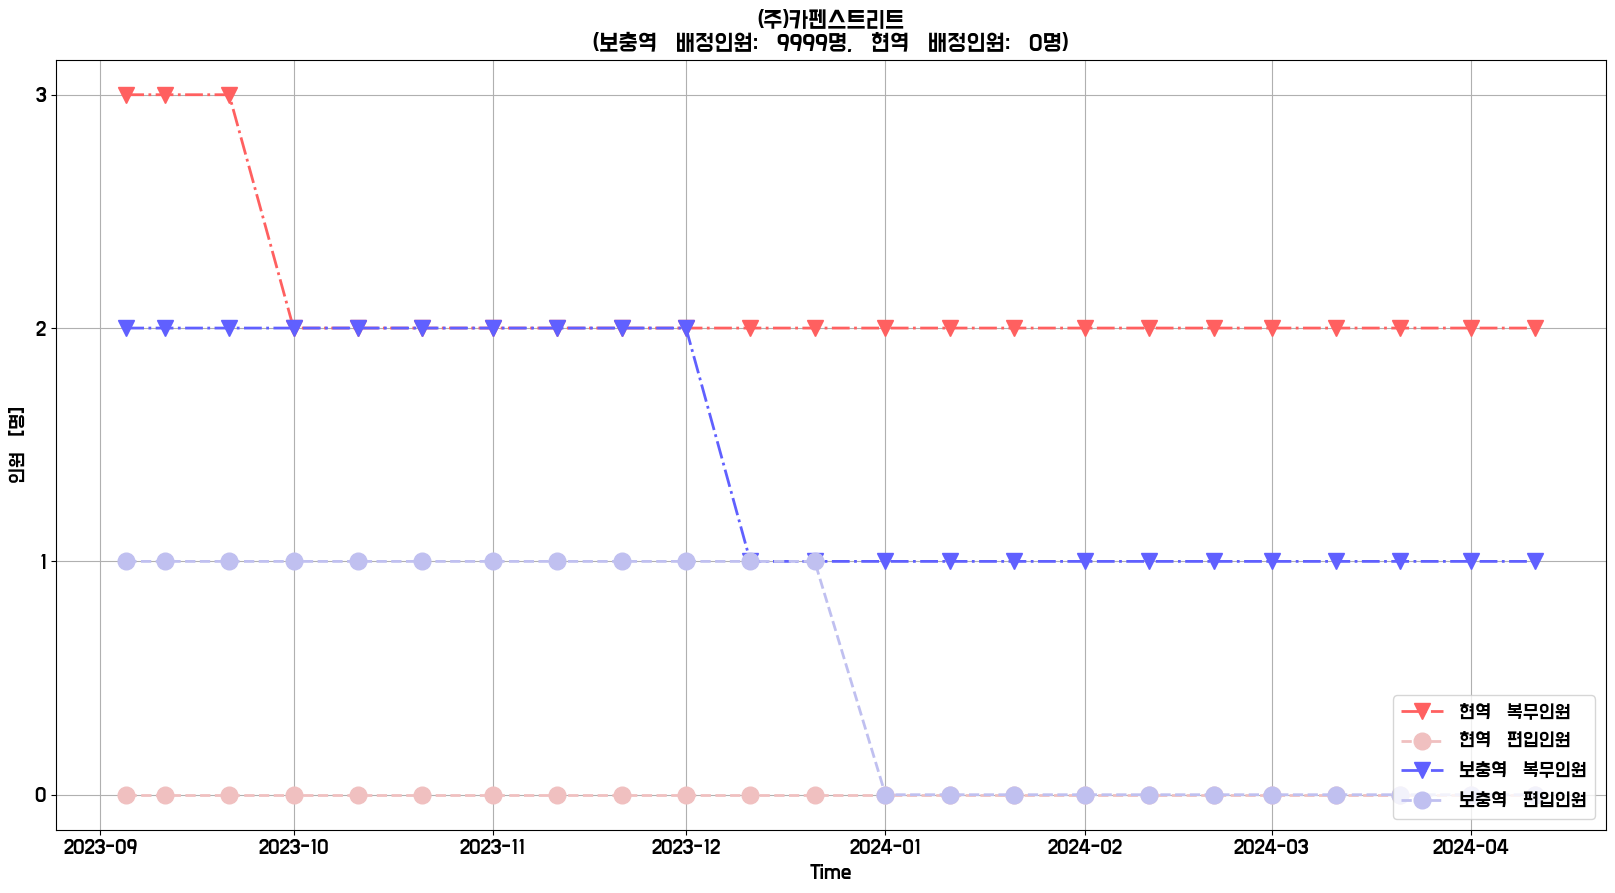 (주)카펜스트리트
(보충역 배정인원: 9999명, 현역 배정인원: 0명)
인원 [명]
3
2
1
0
현역 복무인원
현역 편입인원
보충역 복무인원
보충역 편입인원
2023-09 2023-10 2023-11 2023-12 2024-01 2024-02 2024-03 2024-04
Time